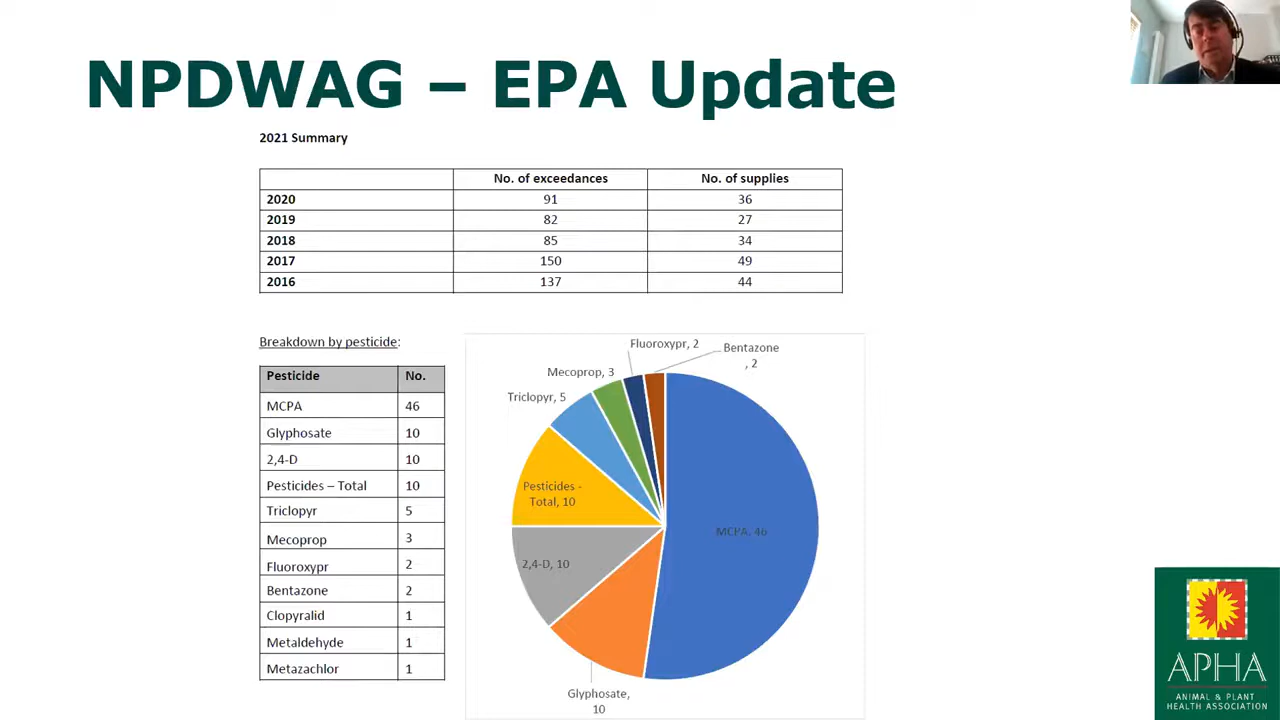 NPDWAG – EPA Update
2021 Summary
No. of exceedances No. of supplies
2020 91 36
2019 82 27
2018 85 34
2017 150 49
2016 137 44
Breakdown by pesticide:
Pesticide No.
MCPA 46
Glyphosate 10
2,4-D 10
Pesticides – Total 10
Triclopyr 5
Mecoprop 3
Fluoroxypr 2
Bentazone 2
Clopyralid 1
Metaldehyde 1
Metazachlor 1
Fluoroxypr, 2
Bentazone
, 2
Mecoprop, 3
Triclopyr, 5
Pesticides -
Total, 10
MCPA, 46
2,4-D, 10
Glyphosate,
10
APHA
ANIMAL & PLANT
HEALTH ASSOCIATION